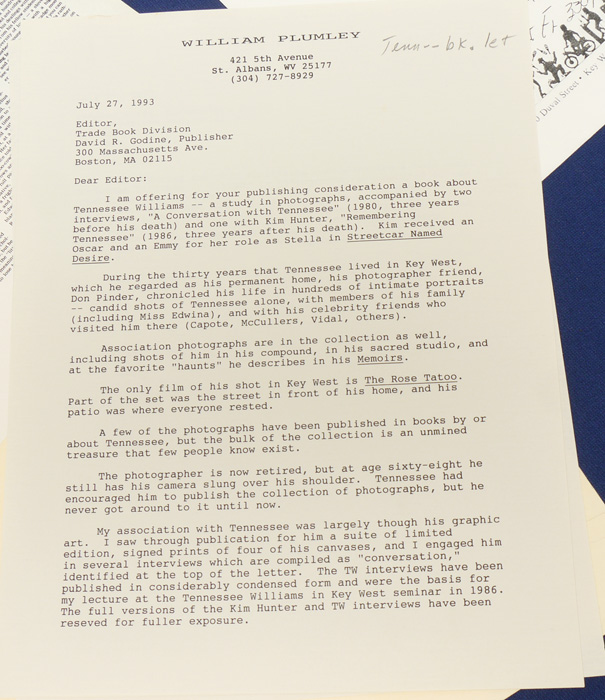 WILLIAM PLUMLEY
Tenn-- bk. let
421 5th Avenue
St. Albans, WV 25177
(304) 727-8929
July 27, 1993
Editor,
Trade Book Division
David R. Godine, Publisher
300 Massachusetts Ave.
Boston, MA 02115
Dear Editor:
I am offering for your publishing consideration a book about
Tennessee Williams -- a study in photographs, accompanied by two
interviews, "A Conversation with Tennessee" (1980, three years
before his death) and one with Kim Hunter, "Remembering
Tennessee" (1986, three years after his death). Kim received an
Oscar and an Emmy for her role as Stella in Streetcar Named
Desire.
During the thirty years that Tennessee lived in Key West,
which he regarded as his permanent home, his photographer friend,
Don Pinder, chronicled his life in hundreds of intimate portraits
-- candid shots of Tennessee alone, with members of his family
(including Miss Edwina), and with his celebrity friends who
visited him there (Capote, McCullers, Vidal, others).
Association photographs are in the collection as well,
including shots of him in his compound, in his sacred studio, and
at the favorite "haunts" he describes in his Memoirs.
The only film of his shot in Key West is The Rose Tatoo.
Part of the set was the street in front of his home, and his
patio was where everyone rested.
A few of the photographs have been published in books by or
about Tennessee, but the bulk of the collection is an unmined
treasure that few people know exist.
The photographer is now retired, but at age sixty-eight he
still has his camera slung over his shoulder. Tennessee had
encouraged him to publish the collection of photographs, but he
never got around to it until now.
My association with Tennessee was largely though his graphic
art. I saw through publication for him a suite of limited
edition, signed prints of four of his canvases, and I engaged him
in several interviews which are compiled as "conversation,"
identified at the top of the letter. The TW interviews have been
published in considerably condensed form and were the basis for
my lecture at the Tennessee Williams in Key West seminar in 1986.
The full versions of the Kim Hunter and TW interviews have been
reseved for fuller exposure.
Duval Street • Key W